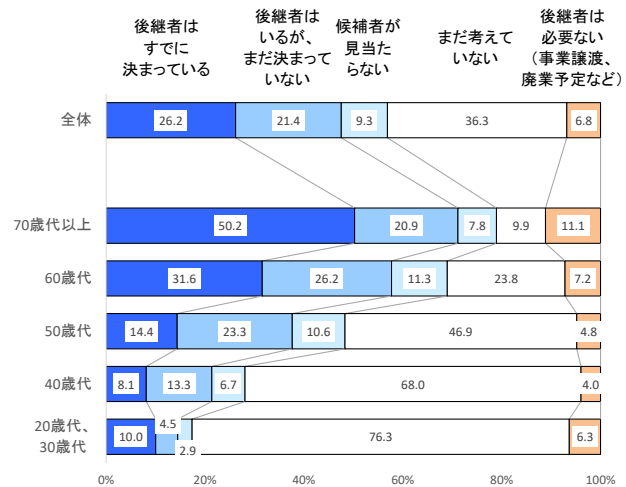 後継者は
すでに
決まっている
後継者は
いるが、
まだ決まって
いない
候補者が
見当た
らない
まだ考えて
いない
後継者は
必要ない
(事業譲渡、
廃業予定など)
全体
26.2
21.4
9.3
36.3
6.8
70歳代以上
50.2
20.9
7.8
9.9
11.1
60歳代
31.6
26.2
11.3
23.8
7.2
50歳代
14.4
23.3
10.6
46.9
4.8
40歳代
8.1
13.3
6.7
68.0
4.0
20歳代、
30歳代
10.0
4.5
2.9
76.3
6.3
0%
20%
40%
60%
80%
100%